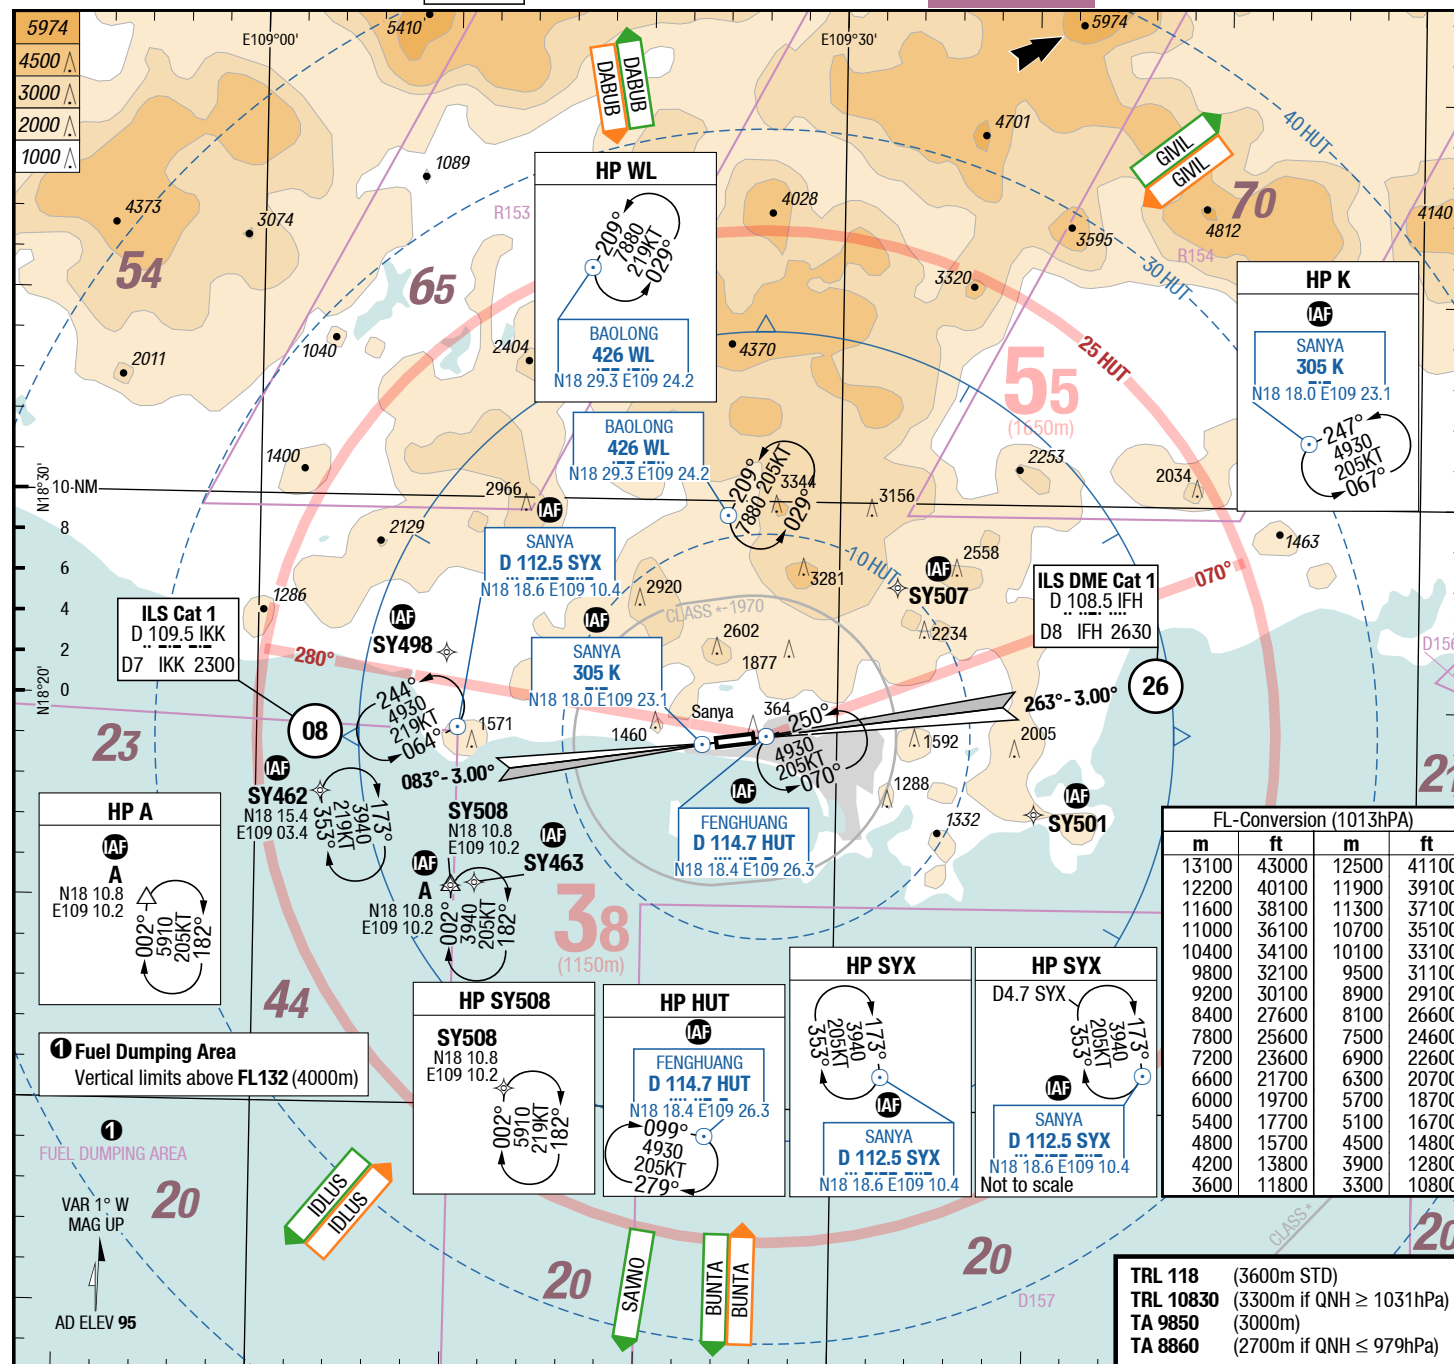 5974
4500
3000
2000
1000
E109°00'
5410
DABUB
DABUB
E109°30'
5974
4701
40 HUT
GIVIL
GIVIL
70
4140
4812
R154
3595
30 HUT
4373
3074
1089
R153
54
65
2011
1040
2404
HP WL
209°
7880
219KT
029°
BAOLONG
426 WL
N18 29.3 E109 24.2
4028
3320
4370
25 HUT
55
(1650m)
HP K
IAF
SANYA
305 K
N18 18.0 E109 23.1
247°
4930
205KT
067°
BAOLONG
426 WL
N18 29.3 E109 24.2
209°
7880 205KT
029°
3344
3156
2253
2034
1463
1400
N18°30'
10-NM
8
6
4
2
0
N18°20'
2966
2129
1286
IAF
SANYA
D 112.5 SYX
N18 18.6 E109 10.4
2920
3281
10 HUT
CLASS *-1970
IAF
SY507
2558
2234
070°
ILS DME Cat 1
D 108.5 IFH
D8 IFH 2630
D156
ILS Cat 1
D 109.5 IKK
D7 IKK 2300
280°
IAF
SY498
IAF
SANYA
305 K
N18 18.0 E109 23.1
2602
1877
26
263°- 3.00°
08
244°
4930
219KT
064°
1571
1460
Sanya
364
250°
4930
205KT
070°
1592
2005
083°- 3.00°
23
21
IAF
SY462
N18 15.4
E109 03.4
353°
219KT
3940
173°
SY508
N18 10.8
E109 10.2
IAF
SY463
IAF
A
N18 10.8
E109 10.2
002°
3940
205KT
182°
IAF
FENGHUANG
D 114.7 HUT
N18 18.4 E109 26.3
1288
1332
IAF
SY501
38
(1150m)
HP A
IAF
A
N18 10.8
E109 10.2
002°
5910
205KT
182°
44
1 Fuel Dumping Area
Vertical limits above FL132 (4000m)
1
FUEL DUMPING AREA
VAR 1° W
MAG UP
AD ELEV 95
20
IDLUS
IDLUS
HP SY508
SY508
N18 10.8
E109 10.2
002°
5910
219KT
182°
HP HUT
IAF
FENGHUANG
D 114.7 HUT
N18 18.4 E109 26.3
099°
4930
205KT
279°
HP SYX
353°
205KT
3940
173°
IAF
SANYA
D 112.5 SYX
N18 18.6 E109 10.4
HP SYX
D4.7 SYX
353°
205KT
3940
173°
IAF
SANYA
D 112.5 SYX
N18 18.6 E109 10.4
Not to scale
FL-Conversion (1013hPA)
m ft m ft
13100 43000 12500 41100
12200 40100 11900 39100
11600 38100 11300 37100
11000 36100 10700 35100
10400 34100 10100 33100
9800 32100 9500 31100
9200 30100 8900 29100
8400 27600 8100 26600
7800 25600 7500 24600
7200 23600 6900 22600
6600 21700 6300 20700
6000 19700 5700 18700
5400 17700 5100 16700
4800 15700 4500 14800
4200 13800 3900 12800
3600 11800 3300 10800
20
SAVNO
BUNTA
BUNTA
20
D157
CLASS *
20
TRL 118 (3600m STD)
TRL 10830 (3300m if QNH ≥ 1031hPa)
TA 9850 (3000m)
TA 8860 (2700m if QNH ≤ 979hPa)